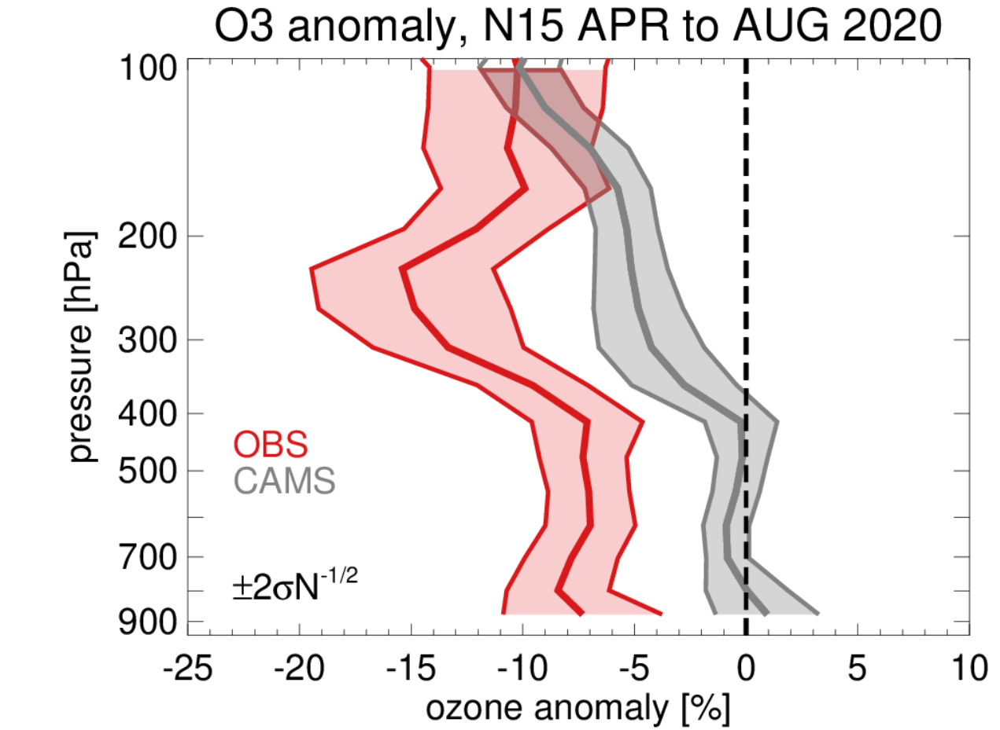 O3 anomaly, N15 APR to AUG 2020
100
200
300
400
500
700
900
pressure [hPa]
OBS
CAMS
±2σN-1/2
-25 -20 -15 -10 -5 0 5 10
ozone anomaly [%]